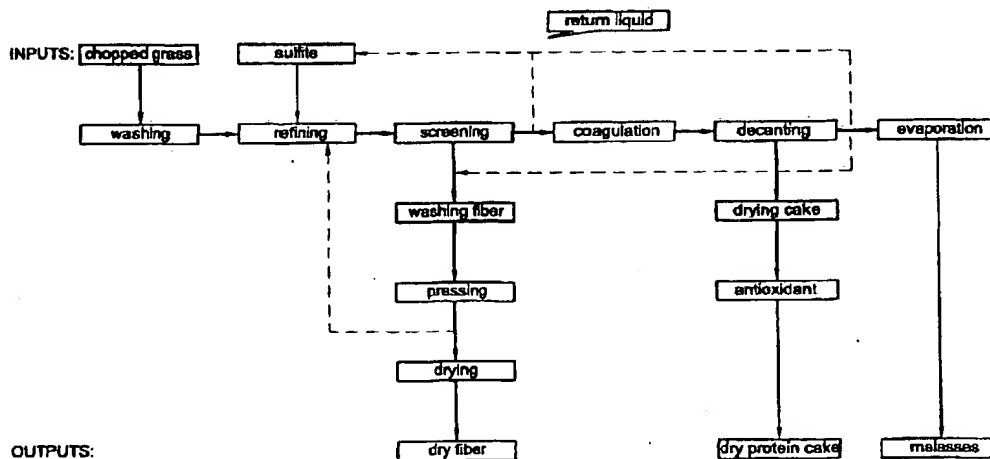 return liquid
INPUTS: chopped grass sulfite
washing refining screening coagulation decanting evaporation
washing fiber drying cake
pressing antioxidant
drying
OUTPUTS: dry fiber dry protein cake melasses